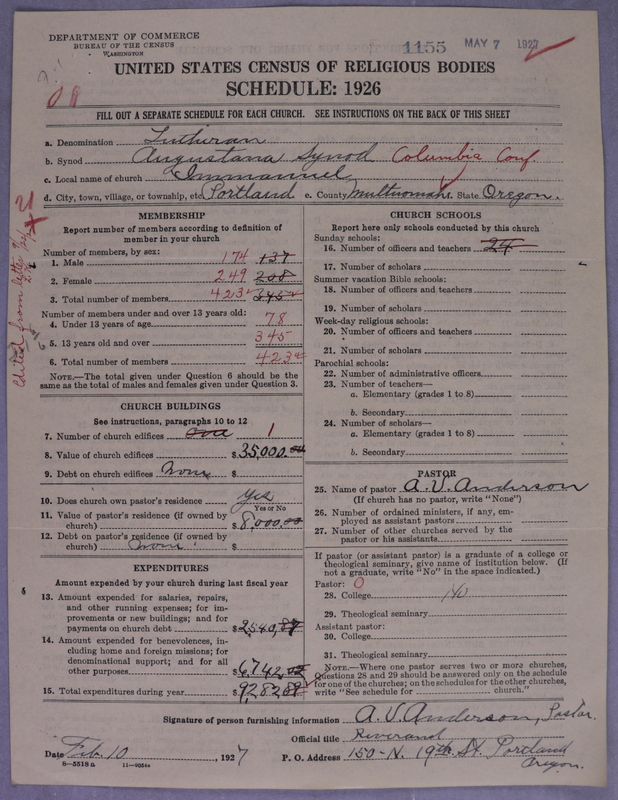 DEPARTMENT OF COMMERCE
BUREAU OF THE CENSUS
WASHINGTON
1155 MAY 7 1927
UNITED STATES CENSUS OF RELIGIOUS BODIES
SCHEDULE: 1926
FILL OUT A SEPARATE SCHEDULE FOR EACH CHURCH. SEE INSTRUCTIONS ON THE BACK OF THIS SHEET
a. Denomination Lutheran
b. Synod Augustana Synod Columbia Conf.
c. Local name of church Immanuel
d. City, town, village, or township, etc. Portland e. County Multnomah f. State Oregon.
MEMBERSHIP
Report number of members according to definition of
member in your church
Number of members, by sex:
1. Male 174 137
2. Female 249 208
3. Total number of members 423 345
Number of members under and over 13 years old:
4. Under 13 years of age 78
5. 13 years old and over 345
6. Total number of members 423
NOTE.—The total given under Question 6 should be the
same as the total of males and females given under Question 3.
CHURCH BUILDINGS
See instructions, paragraphs 10 to 12
7. Number of church edifices one 1
8. Value of church edifices $35,000.00
9. Debt on church edifices None $
10. Does church own pastor's residence Yes
Yes or No
11. Value of pastor's residence (if owned by
church) $8,000.00
12. Debt on pastor's residence (if owned by
church) None $
EXPENDITURES
Amount expended by your church during last fiscal year
13. Amount expended for salaries, repairs,
and other running expenses; for im-
provements or new buildings; and for
payments on church debt $2540,87
14. Amount expended for benevolences, in-
cluding home and foreign missions; for
denominational support; and for all
other purposes $6,742.02
15. Total expenditures during year $9,282 89
CHURCH SCHOOLS
Report here only schools conducted by this church
Sunday schools:
16. Number of officers and teachers 24
17. Number of scholars
Summer vacation Bible schools:
18. Number of officers and teachers
19. Number of scholars
Week-day religious schools:
20. Number of officers and teachers
21. Number of scholars
Parochial schools:
22. Number of administrative officers
23. Number of teachers—
a. Elementary (grades 1 to 8)
b. Secondary
24. Number of scholars—
a. Elementary (grades 1 to 8)
b. Secondary
PASTOR
25. Name of pastor A. V. Anderson
(If church has no pastor, write "None")
26. Number of ordained ministers, if any, em-
ployed as assistant pastors
27. Number of other churches served by the
pastor or his assistants
If pastor (or assistant pastor) is a graduate of a college or
theological seminary, give name of institution below. (If
not a graduate, write "No" in the space indicated.)
Pastor: 0
28. College No
29. Theological seminary
Assistant pastor:
30. College
31. Theological seminary
NOTE.—Where one pastor serves two or more churches,
Questions 28 and 29 should be answered only on the schedule
for one of the churches; on the schedules for the other churches,
write "See schedule for church."
Signature of person furnishing information A. V. Anderson, Pastor.
Official title Reverand
Date Feb. 10, 1927 P. O. Address 150-N. 19th St. Portland
Oregon.
8—5518 a